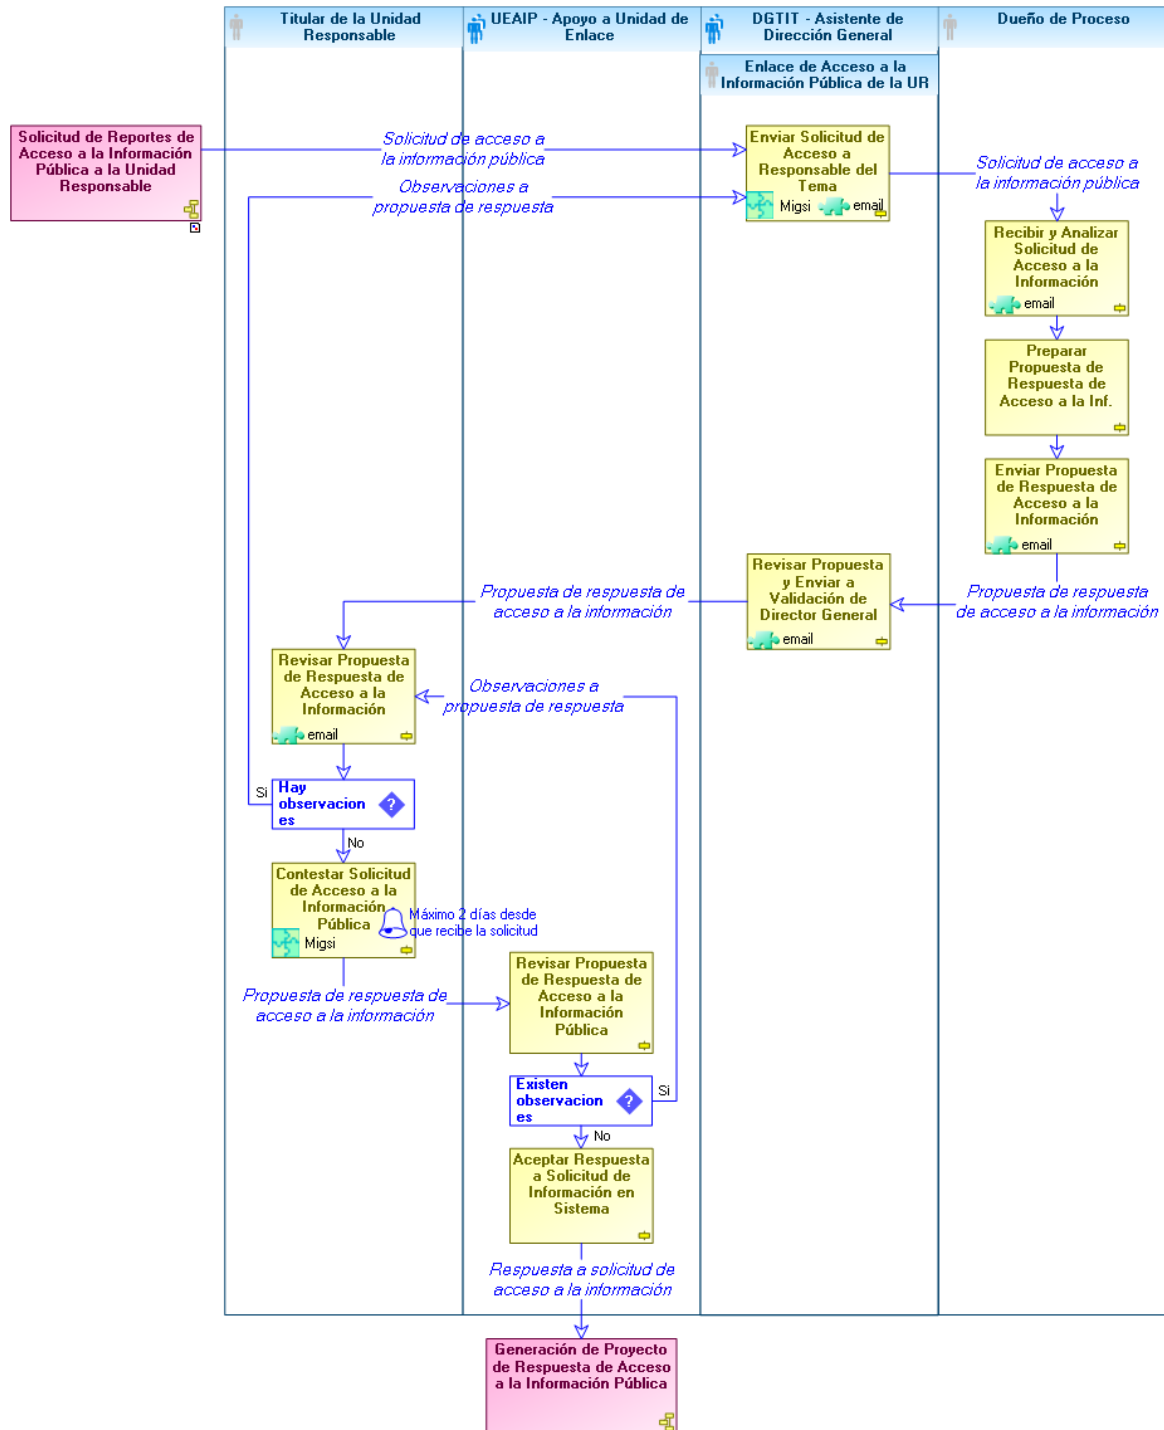 Titular de la Unidad
Responsable
UEAIP - Apoyo a Unidad de
Enlace
DGTIT - Asistente de
Dirección General
Dueño de Proceso
Enlace de Acceso a la
Información Pública de la UR
Solicitud de Reportes de
Acceso a la Información
Pública a la Unidad
Responsable
Solicitud de acceso a
la información pública
Enviar Solicitud de
Acceso a
Responsable del
Tema
Migsi
email
Solicitud de acceso a
la información pública
Observaciones a
propuesta de respuesta
Recibir y Analizar
Solicitud de
Acceso a la
Información
email
Preparar
Propuesta de
Respuesta de
Acceso a la Inf.
Enviar Propuesta
de Respuesta de
Acceso a la
Información
email
Propuesta de respuesta
de acceso a la información
Revisar Propuesta
y Enviar a
Validación de
Director General
email
Propuesta de respuesta de
acceso a la información
Revisar Propuesta
de Respuesta de
Acceso a la
Información
email
Observaciones a
propuesta de respuesta
Hay
observacion
es
Si
No
Contestar Solicitud
de Acceso a la
Información
Pública
Migsi
Máximo 2 días desde
que recibe la solicitud
Propuesta de respuesta de
acceso a la información
Revisar Propuesta
de Respuesta de
Acceso a la
Información
Pública
Existen
observacion
es
Si
No
Aceptar Respuesta
a Solicitud de
Información en
Sistema
Respuesta a solicitud de
acceso a la información
Generación de Proyecto
de Respuesta de Acceso
a la Información Pública